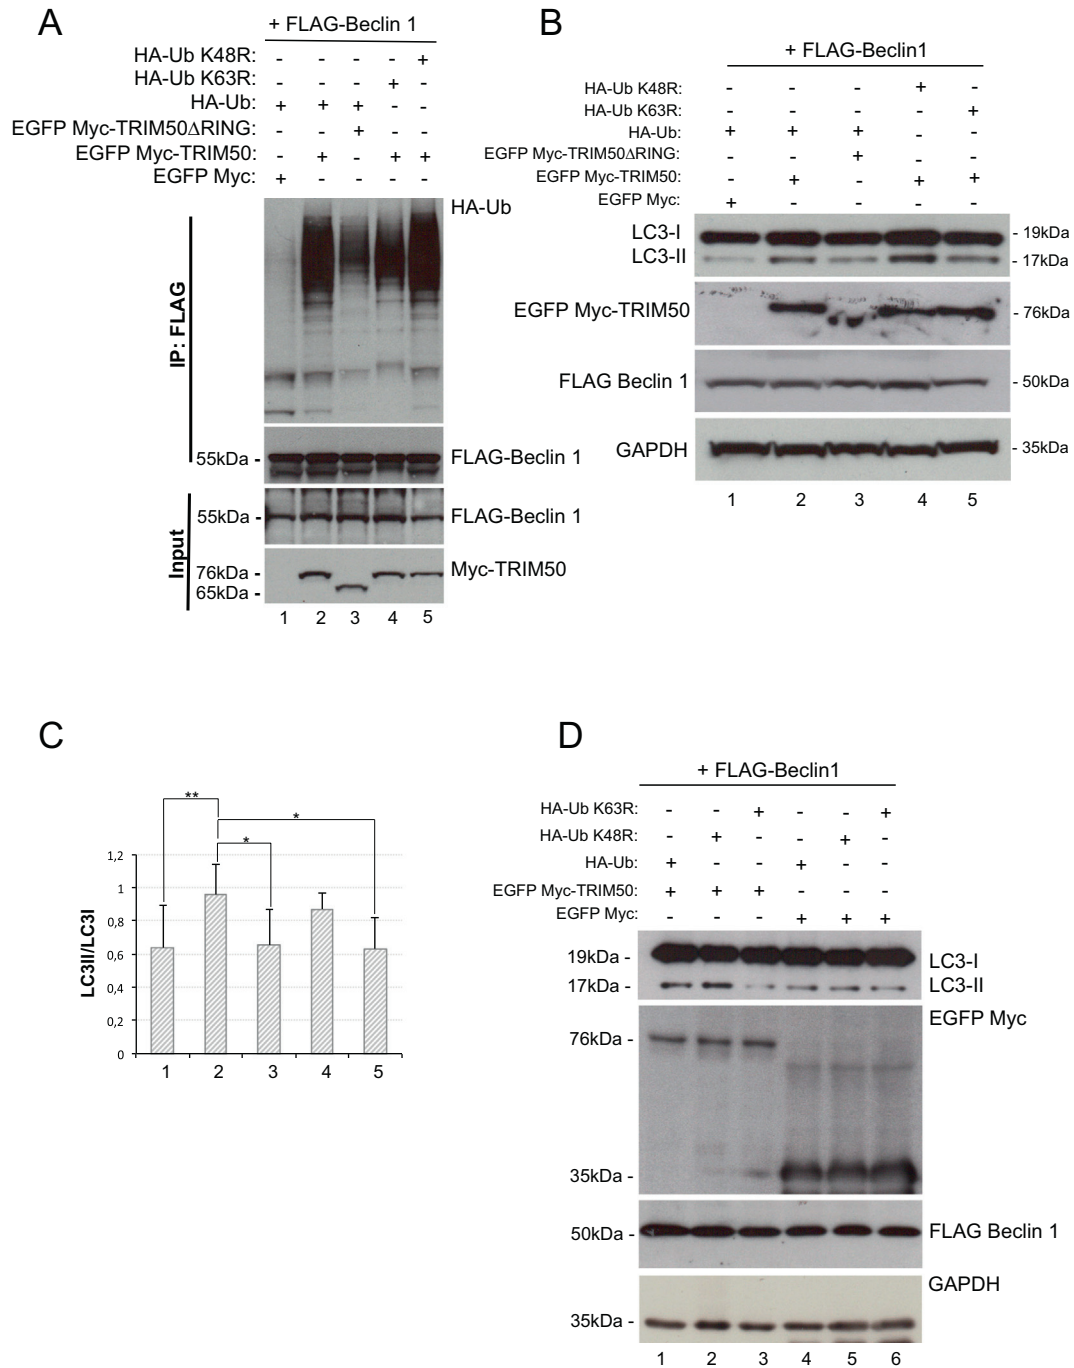 A
+ FLAG-Beclin 1
HA-Ub K48R: - - - - +
HA-Ub K63R: - - - + -
HA-Ub: + + + - -
EGFP Myc-TRIM50ΔRING: - - + - -
EGFP Myc-TRIM50: - + - + +
EGFP Myc: + - - - -
HA-Ub
IP: FLAG
55kDa - FLAG-Beclin 1
Input
55kDa - FLAG-Beclin 1
76kDa - Myc-TRIM50
65kDa -
1 2 3 4 5
B
+ FLAG-Beclin1
HA-Ub K48R: - - - + -
HA-Ub K63R: - - - - +
HA-Ub: + + + - -
EGFP Myc-TRIM50ΔRING: - - + - -
EGFP Myc-TRIM50: - + - + +
EGFP Myc: + - - - -
LC3-I - 19kDa
LC3-II - 17kDa
EGFP Myc-TRIM50 - 76kDa
FLAG Beclin 1 - 50kDa
GAPDH - 35kDa
1 2 3 4 5
C
** * *
LC3II/LC3I
1,2
1
0,8
0,6
0,4
0,2
0
1 2 3 4 5
D
+ FLAG-Beclin1
HA-Ub K63R: - - + - - +
HA-Ub K48R: - + - - + -
HA-Ub: + - - + - -
EGFP Myc-TRIM50: + + + - - -
EGFP Myc: - - - + + +
19kDa - LC3-I
17kDa - LC3-II
EGFP Myc
76kDa -
35kDa -
50kDa - FLAG Beclin 1
GAPDH
35kDa -
1 2 3 4 5 6